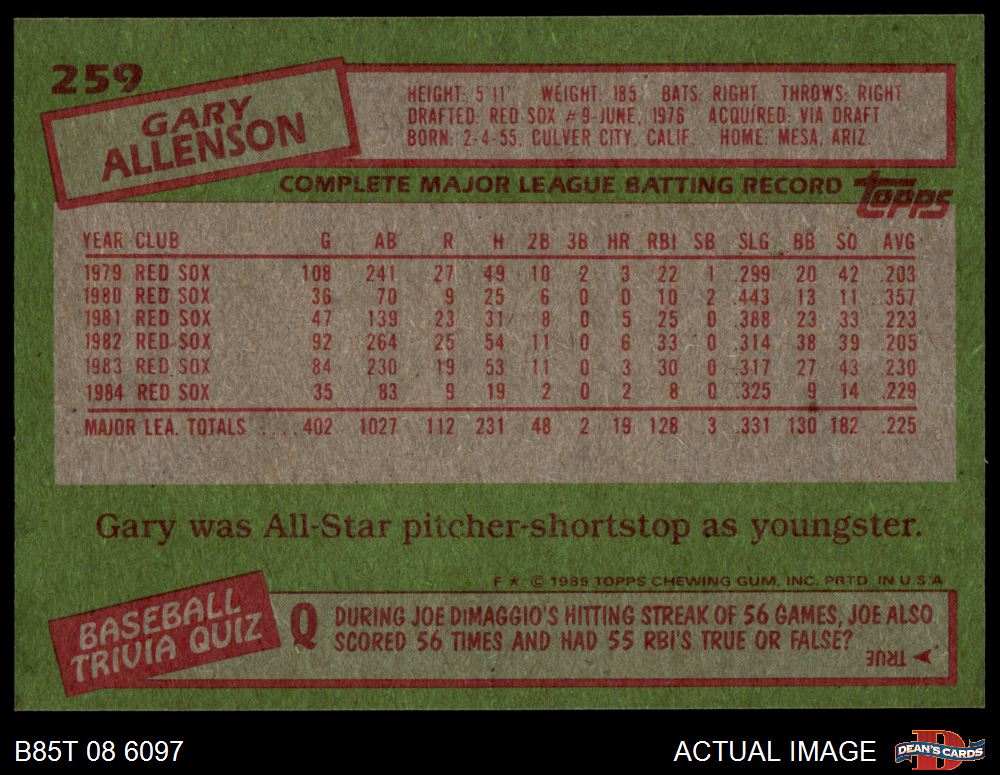 259
GARY
ALLENSON
HEIGHT: 5'11" WEIGHT: 185 BATS: RIGHT THROWS: RIGHT
DRAFTED: RED SOX #9-JUNE, 1976 ACQUIRED: VIA DRAFT
BORN: 2-4-55, CULVER CITY, CALIF. HOME: MESA, ARIZ.
COMPLETE MAJOR LEAGUE BATTING RECORD
TOPPS
YEAR CLUB G AB R H 2B 3B HR RBI SB SLG BB SO AVG
1979 RED SOX 108 241 27 49 10 2 3 22 1 .299 20 42 .203
1980 RED SOX 36 70 9 25 6 0 0 10 2 .443 13 11 .357
1981 RED SOX 47 139 23 31 8 0 5 25 0 .388 23 33 .223
1982 RED SOX 92 264 25 54 11 0 6 33 0 .314 38 39 .205
1983 RED SOX 84 230 19 53 11 0 3 30 0 .317 27 43 .230
1984 RED SOX 35 83 9 19 2 0 2 8 0 .325 9 14 .229
MAJOR LEA. TOTALS ..... 402 1027 112 231 48 2 19 128 3 .331 130 182 .225
Gary was All-Star pitcher-shortstop as youngster.
F * © 1985 TOPPS CHEWING GUM, INC. PRTD. IN U.S.A.
BASEBALL
TRIVIA QUIZ
Q DURING JOE DiMAGGIO'S HITTING STREAK OF 56 GAMES, JOE ALSO
SCORED 56 TIMES AND HAD 55 RBI'S TRUE OR FALSE?
TRUE
B85T 08 6097
ACTUAL IMAGE
DEAN'S CARDS